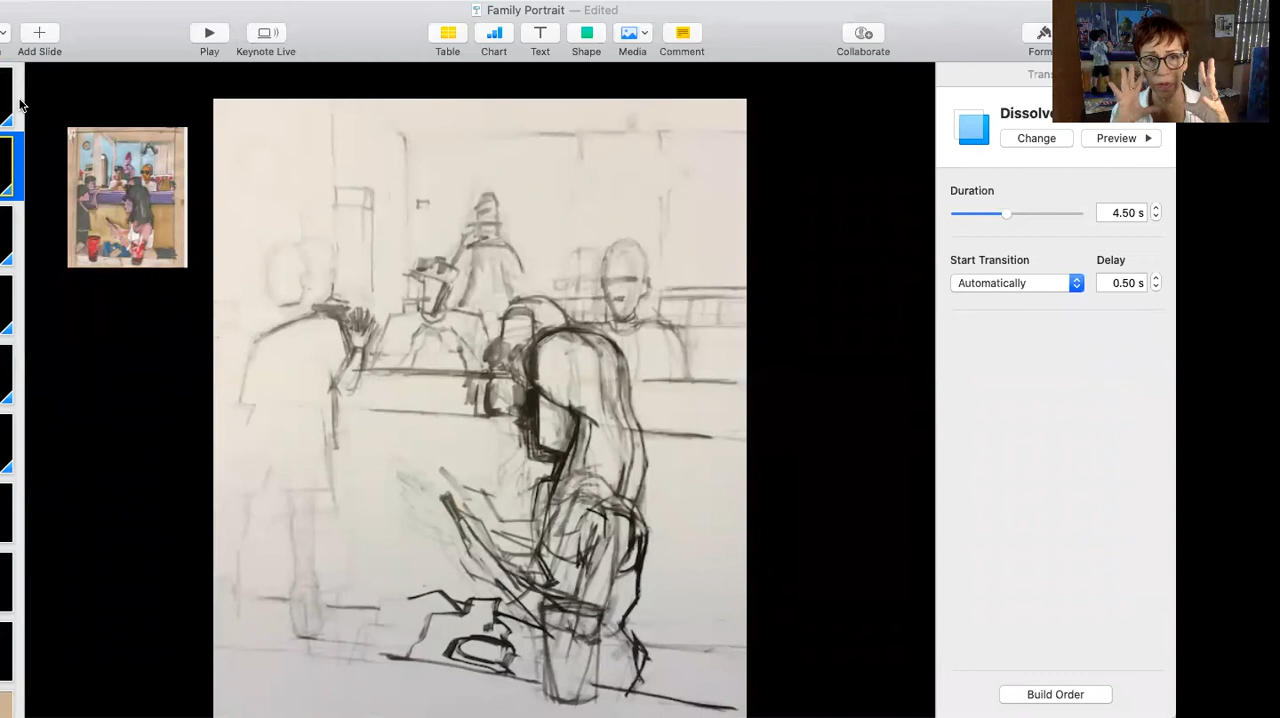 Family Portrait — Edited
Add Slide
Play
Keynote Live
Table
Chart
Text
Shape
Media
Comment
Collaborate
Dissolve
Change
Preview
Duration
4.50 s
Start Transition
Delay
Automatically
0.50 s
Build Order